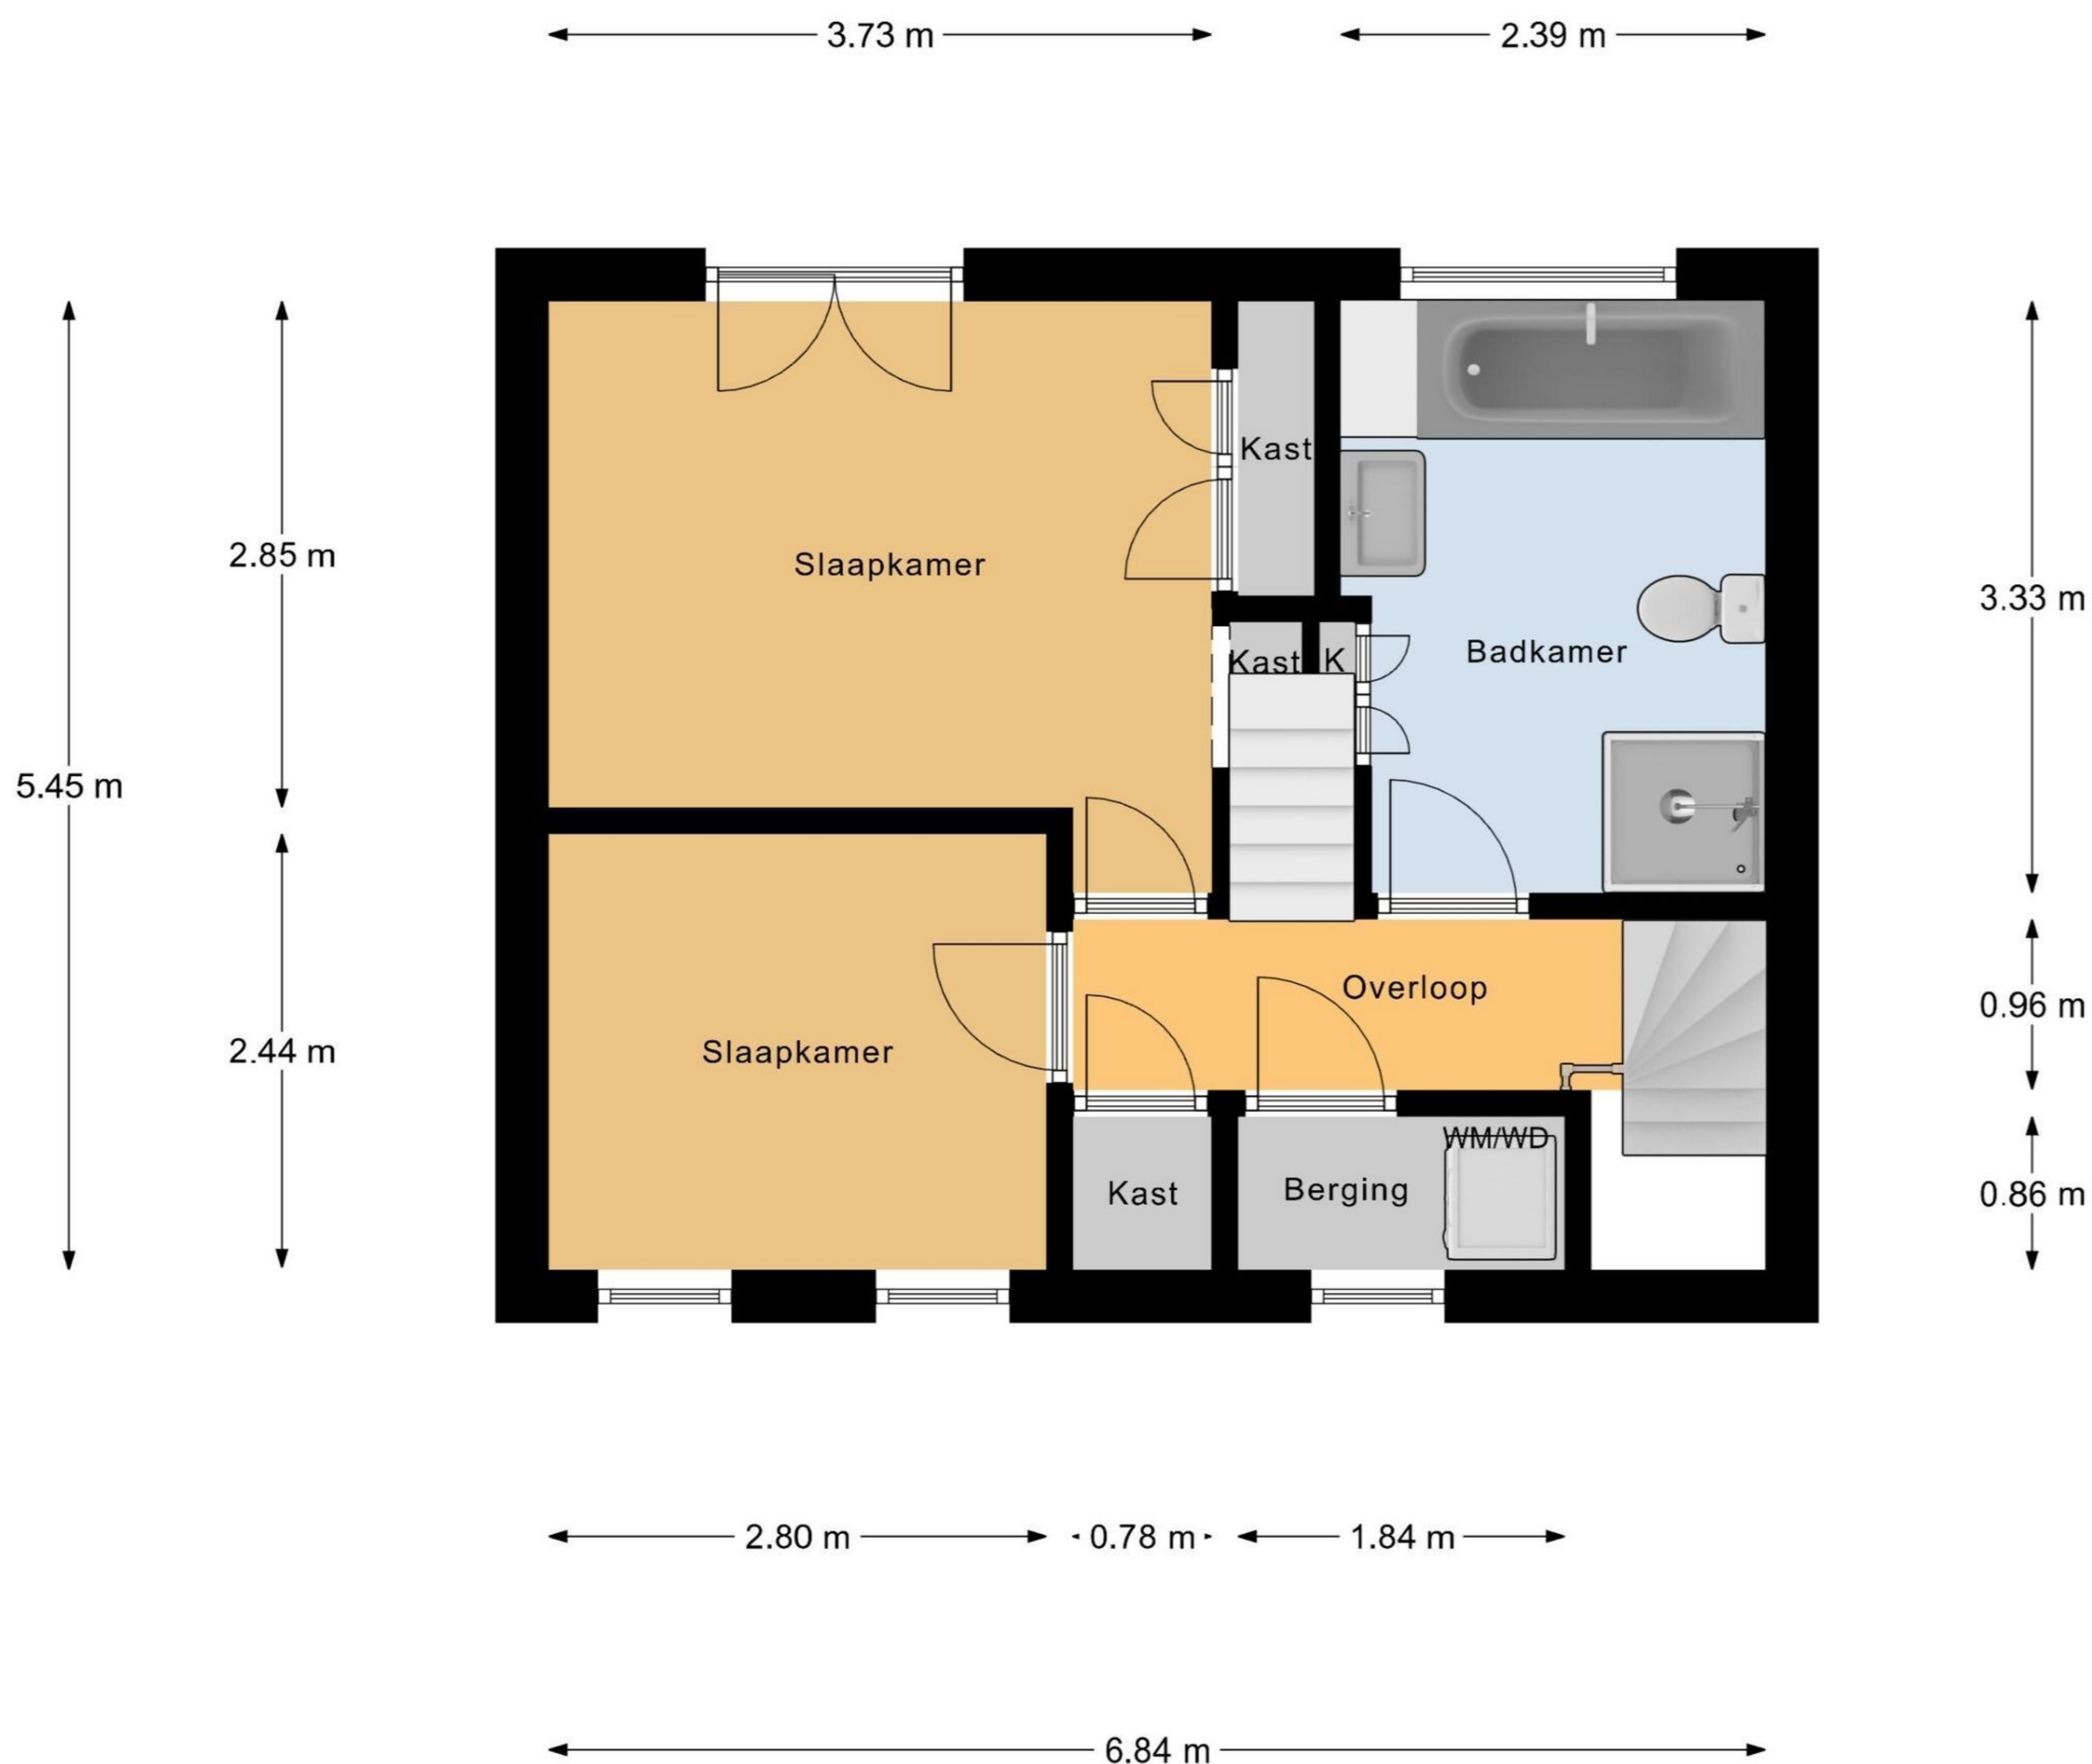 3.73 m
2.39 m
Kast
2.85 m
Slaapkamer
3.33 m
Badkamer
Kast
K
5.45 m
Overloop
0.96 m
2.44 m
Slaapkamer
WM/WD
Kast
Berging
0.86 m
2.80 m
0.78 m
1.84 m
6.84 m